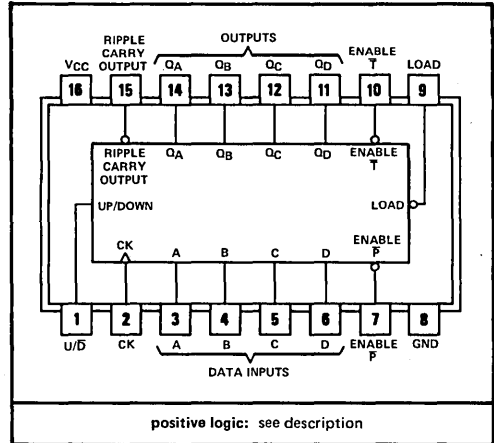 OUTPUTS
RIPPLE CARRY OUTPUT
VCC
QA QB QC QD
ENABLE T̅
LOAD
16 15 14 13 12 11 10 9
RIPPLE CARRY OUTPUT
QA QB QC QD
ENABLE T̅
UP/DOWN
LOAD
CK A B C D
ENABLE P̅
1 2 3 4 5 6 7 8
U/D̅ CK A B C D
ENABLE P̅
GND
DATA INPUTS
positive logic: see description